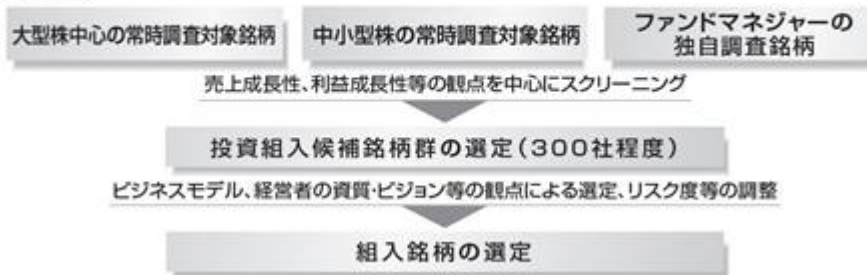 大型株中心の常時調査対象銘柄
中小型株の常時調査対象銘柄
ファンドマネジャーの
独自調査銘柄
売上成長性、利益成長性等の観点を中心にスクリーニング
投資組入候補銘柄群の選定(300社程度)
ビジネスモデル、経営者の資質・ビジョン等の観点による選定、リスク度等の調整
組入銘柄の選定